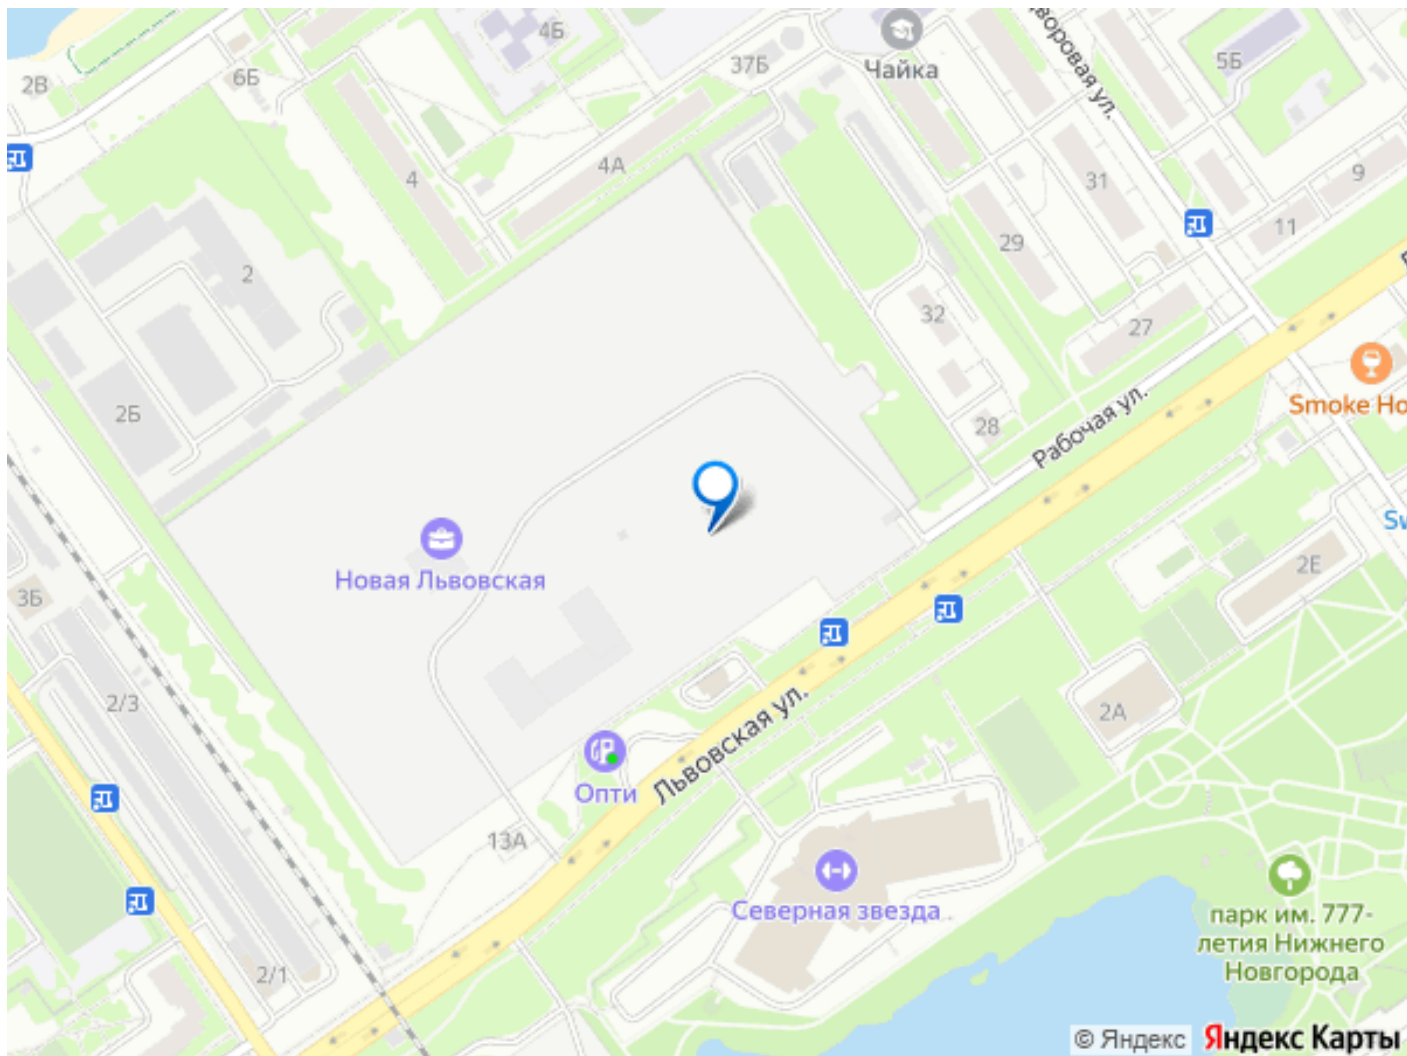 4Б
2В
6Б
37Б
Чайка
5Б
4
4А
31
9
2
29
11
32
27
2Б
28
Smoke Ho
Рабочая ул.
Новая Львовская
3Б
2Е
2/3
2А
Львовская ул.
Опти
13А
Северная звезда
парк им. 777-
летия Нижнего
Новгорода
2/1
© Яндекс Яндекс Карты